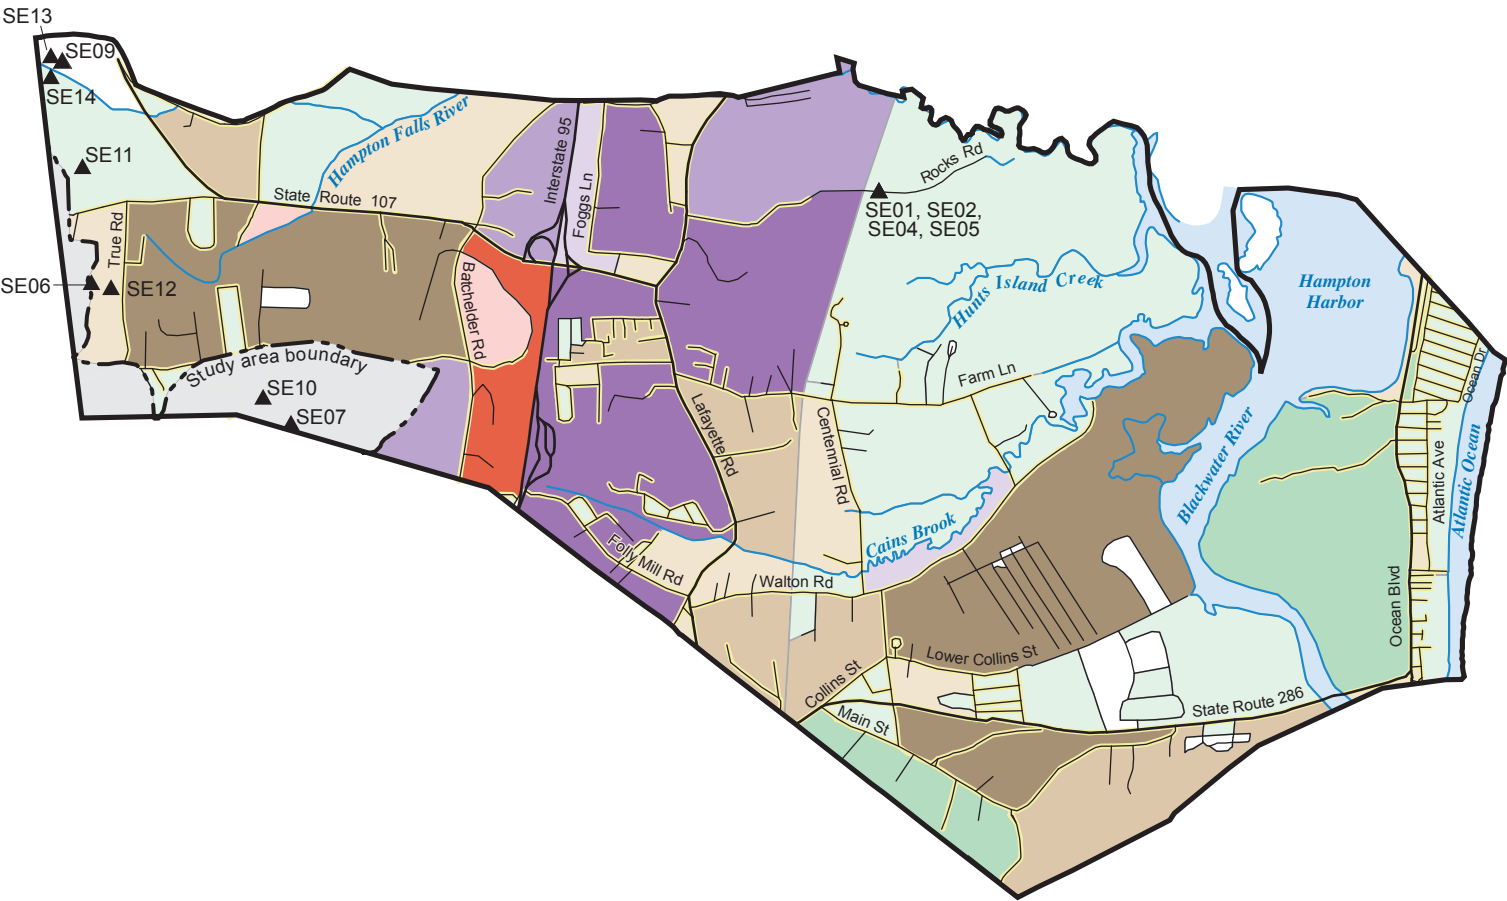 SE13
SE09
SE14
SE11
Hampton Falls River
State Route 107
True Rd
SE06
SE12
Interstate 95
Foggs Ln
Batchelder Rd
Study area boundary
SE10
SE07
Rocks Rd
SE01, SE02,
SE04, SE05
Hunts Island Creek
Farm Ln
Hampton
Harbor
Ocean Dr
Lafayette Rd
Centennial Rd
Cains Brook
Blackwater River
Atlantic Ave
Atlantic Ocean
Folly Mill Rd
Walton Rd
Ocean Blvd
Collins St
Lower Collins St
Main St
State Route 286